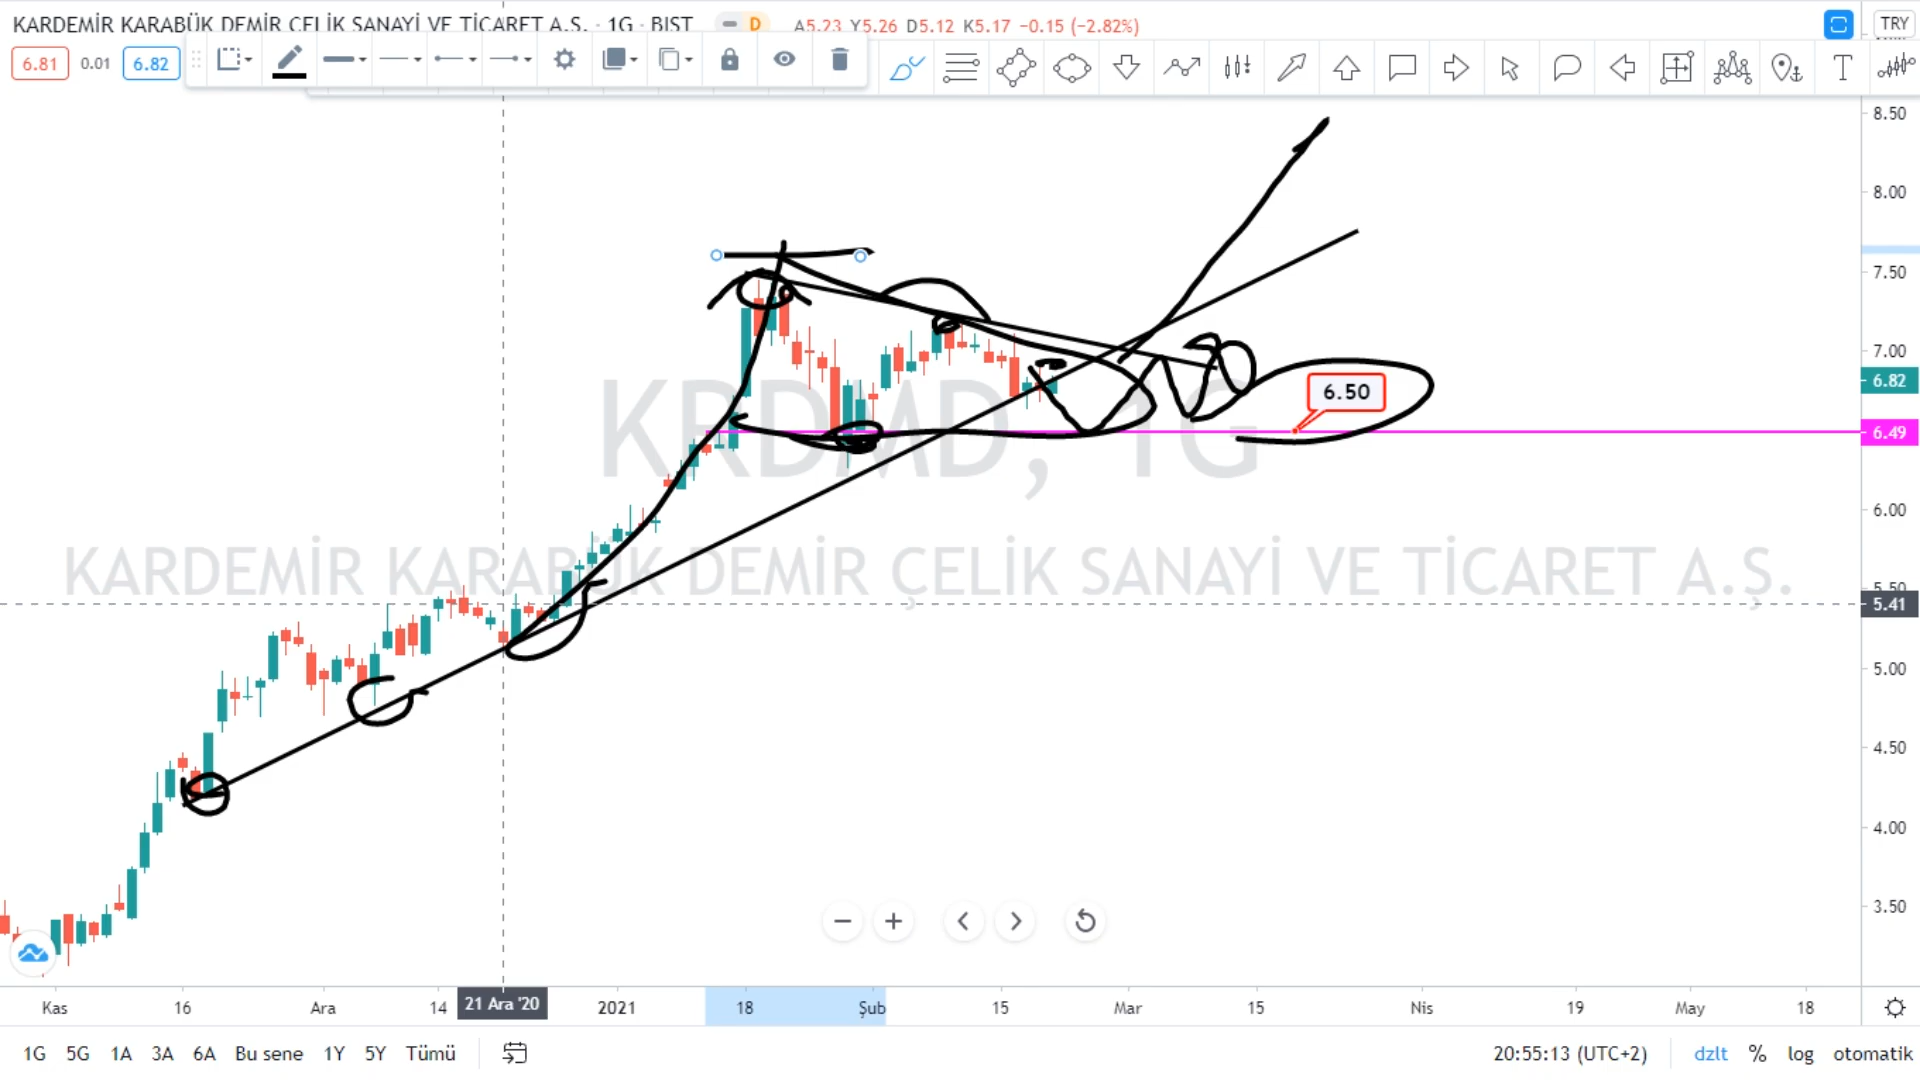 KARDEMİR KARABÜK DEMİR ÇELİK SANAYİ VE TİCARET A.Ş. · 1G · BIST
D
A5.23 Y5.26 D5.12 K5.17 −0.15 (−2.82%)
TRY
6.81 0.01 6.82
T
8.50
8.00
7.50
7.00
6.82
6.50
6.49
KRDMD, 1G
6.00
KARDEMİR KARABÜK DEMİR ÇELİK SANAYİ VE TİCARET A.Ş.
5.50
5.41
5.00
4.50
4.00
3.50
Kas 16 Ara 14 21 Ara '20 2021 18 Şub 15 Mar 15 Nis 19 May 18
1G 5G 1A 3A 6A Bu sene 1Y 5Y Tümü 20:55:13 (UTC+2) dzlt % log otomatik